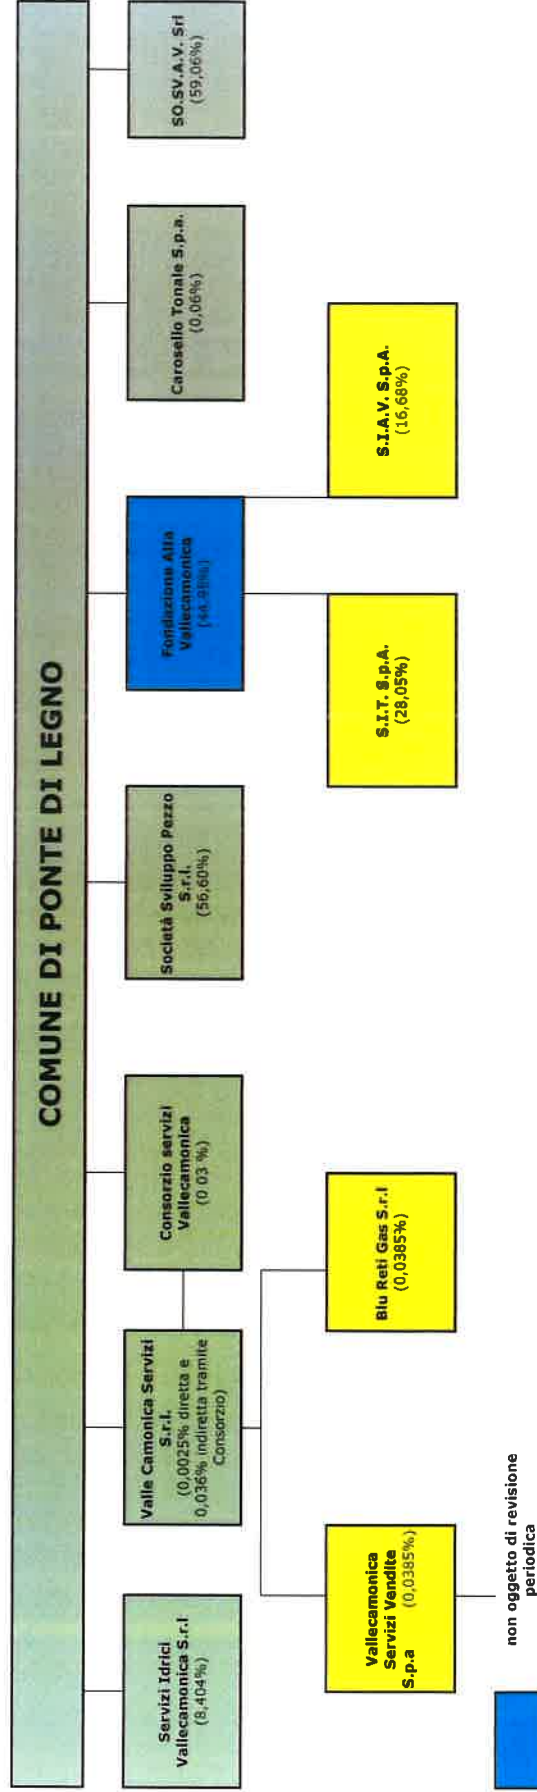 COMUNE DI PONTE DI LEGNO
Servizi Idrici
Vallecamonica S.r.l
(8,404%)
Valle Camonica Servizi
S.r.l.
(0,0025% diretta e
0,036% indiretta tramite
Consorzio)
Consorzio servizi
Vallecamonica
(0 03 %)
Società Sviluppo Pezzo
S.r.l.
(56,60%)
Fondazione Alta
Vallecamonica
Carosello Tonale S.p.a.
(0,06%)
SO.SV.A.V. Srl
(59,06%)
Vallecamonica
Servizi Vendite
S.p.a (0,0385%)
Blu Reti Gas S.r.l
(0,0385%)
S.I.T. S.p.A.
(28,05%)
S.I.A.V. S.p.A.
(16,68%)
non oggetto di revisione
periodica